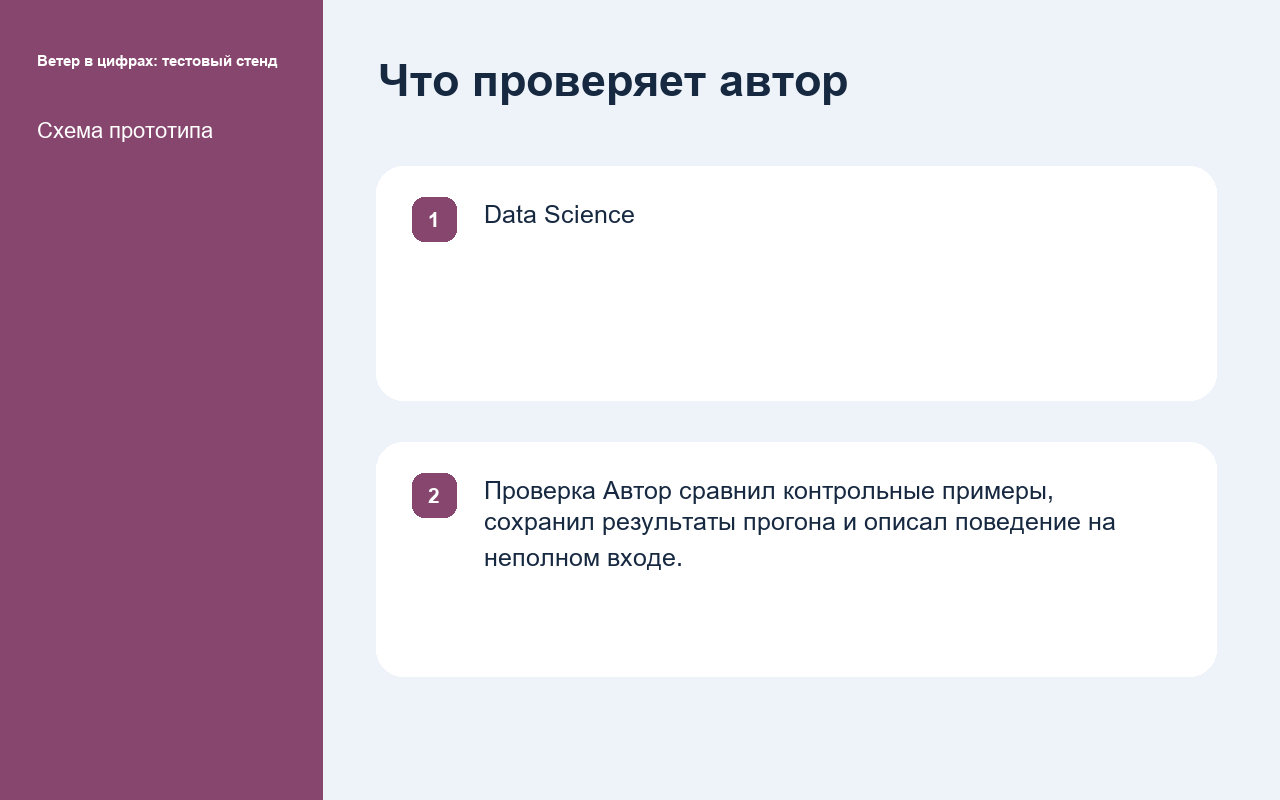 Ветер в цифрах: тестовый стенд
Схема прототипа
Что проверяет автор
1
Data Science
2
Проверка Автор сравнил контрольные примеры,
сохранил результаты прогона и описал поведение на
неполном входе.